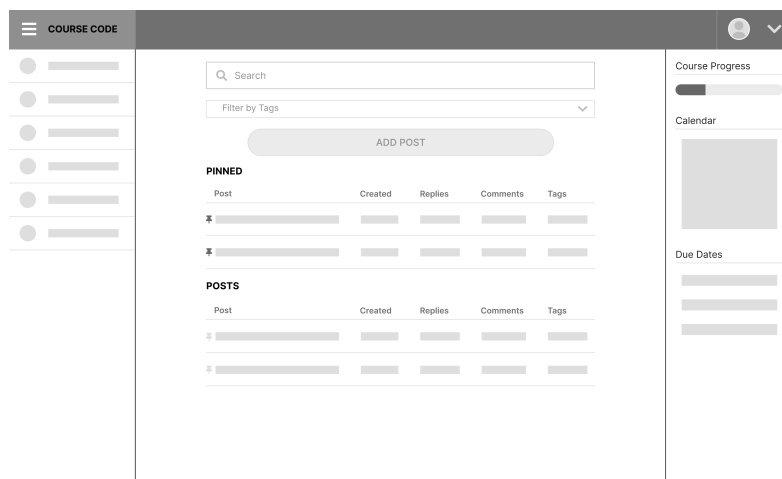 COURSE CODE
Search
Filter by Tags
ADD POST
PINNED
Post Created Replies Comments Tags
POSTS
Post Created Replies Comments Tags
Course Progress
Calendar
Due Dates